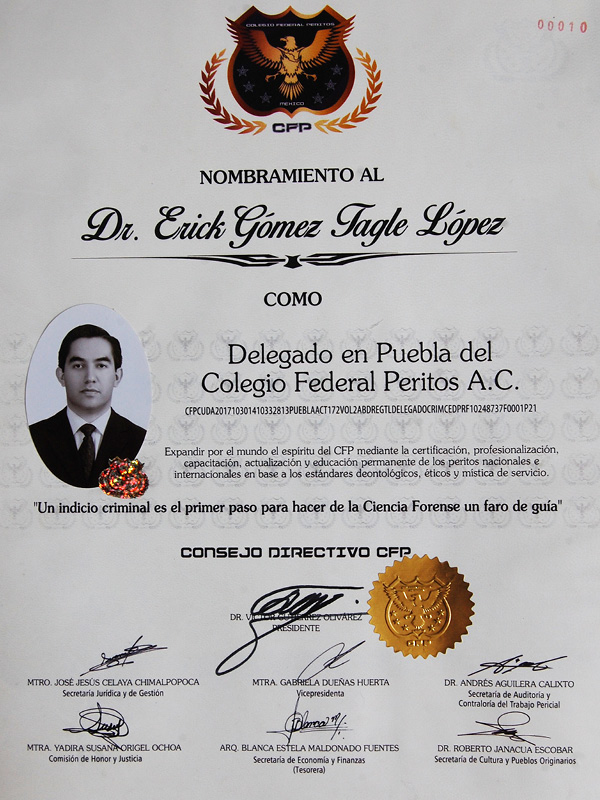 00010
COLEGIO FEDERAL PERITOS
MEXICO
CFP
NOMBRAMIENTO AL
Dr. Erick Gómez Tagle López
COMO
Delegado en Puebla del
Colegio Federal Peritos A.C.
CFPCUDA201710301410332813PUEBLAACT172VOL2ABDREGTLDELEGADOCRIMCEDPRF10248737F0001P21
Expandir por el mundo el espíritu del CFP mediante la certificación, profesionalización,
capacitación, actualización y educación permanente de los peritos nacionales e
internacionales en base a los estándares deontológicos, éticos y mística de servicio.
"Un indicio criminal es el primer paso para hacer de la Ciencia Forense un faro de guía"
CONSEJO DIRECTIVO CFP
DR. VICTOR GUTIÉRREZ OLIVÁREZ
PRESIDENTE
MTRO. JOSÉ JESÚS CELAYA CHIMALPOPOCA
Secretaría Jurídica y de Gestión
MTRA. GABRIELA DUEÑAS HUERTA
Vicepresidenta
DR. ANDRÉS AGUILERA CALIXTO
Secretaría de Auditoría y
Contraloría del Trabajo Pericial
MTRA. YADIRA SUSANA ORIGEL OCHOA
Comisión de Honor y Justicia
ARQ. BLANCA ESTELA MALDONADO FUENTES
Secretaría de Economía y Finanzas
(Tesorera)
DR. ROBERTO JANACUA ESCOBAR
Secretaría de Cultura y Pueblos Originarios